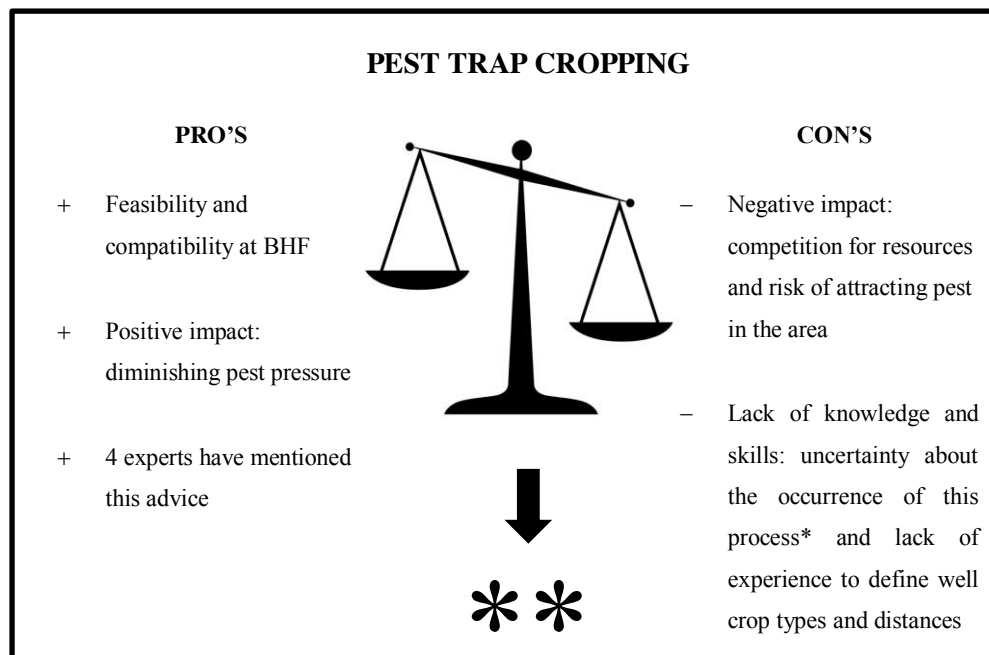 PEST TRAP CROPPING
PRO'S
+ Feasibility and
compatibility at BHF
+ Positive impact:
diminishing pest pressure
+ 4 experts have mentioned
this advice
CON'S
− Negative impact:
competition for resources
and risk of attracting pest
in the area
− Lack of knowledge and
skills: uncertainty about
the occurrence of this
process* and lack of
experience to define well
crop types and distances
**